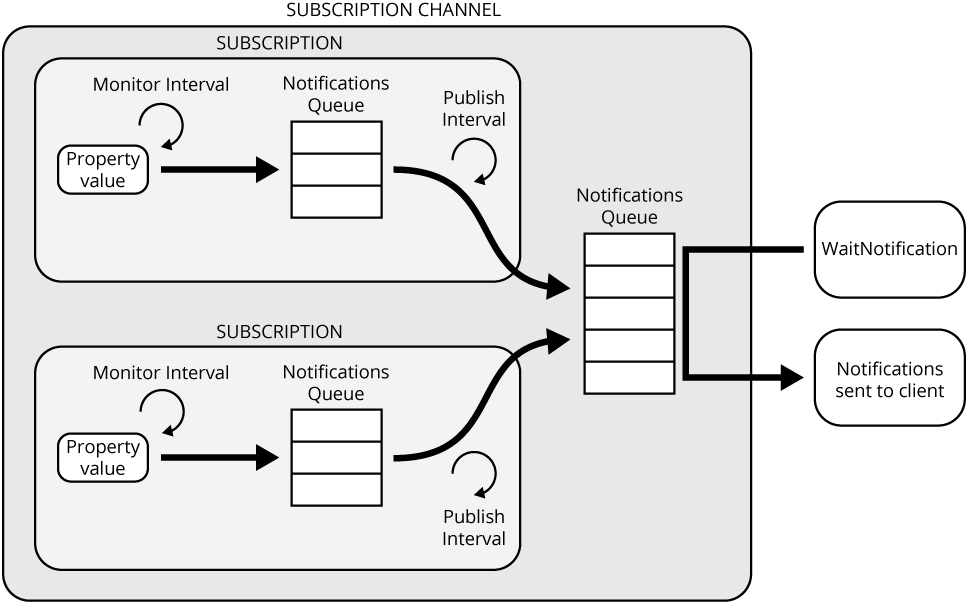 SUBSCRIPTION CHANNEL
SUBSCRIPTION
Monitor Interval
Property
value
Notifications
Queue
Publish
Interval
SUBSCRIPTION
Monitor Interval
Property
value
Notifications
Queue
Publish
Interval
Notifications
Queue
WaitNotification
Notifications
sent to client